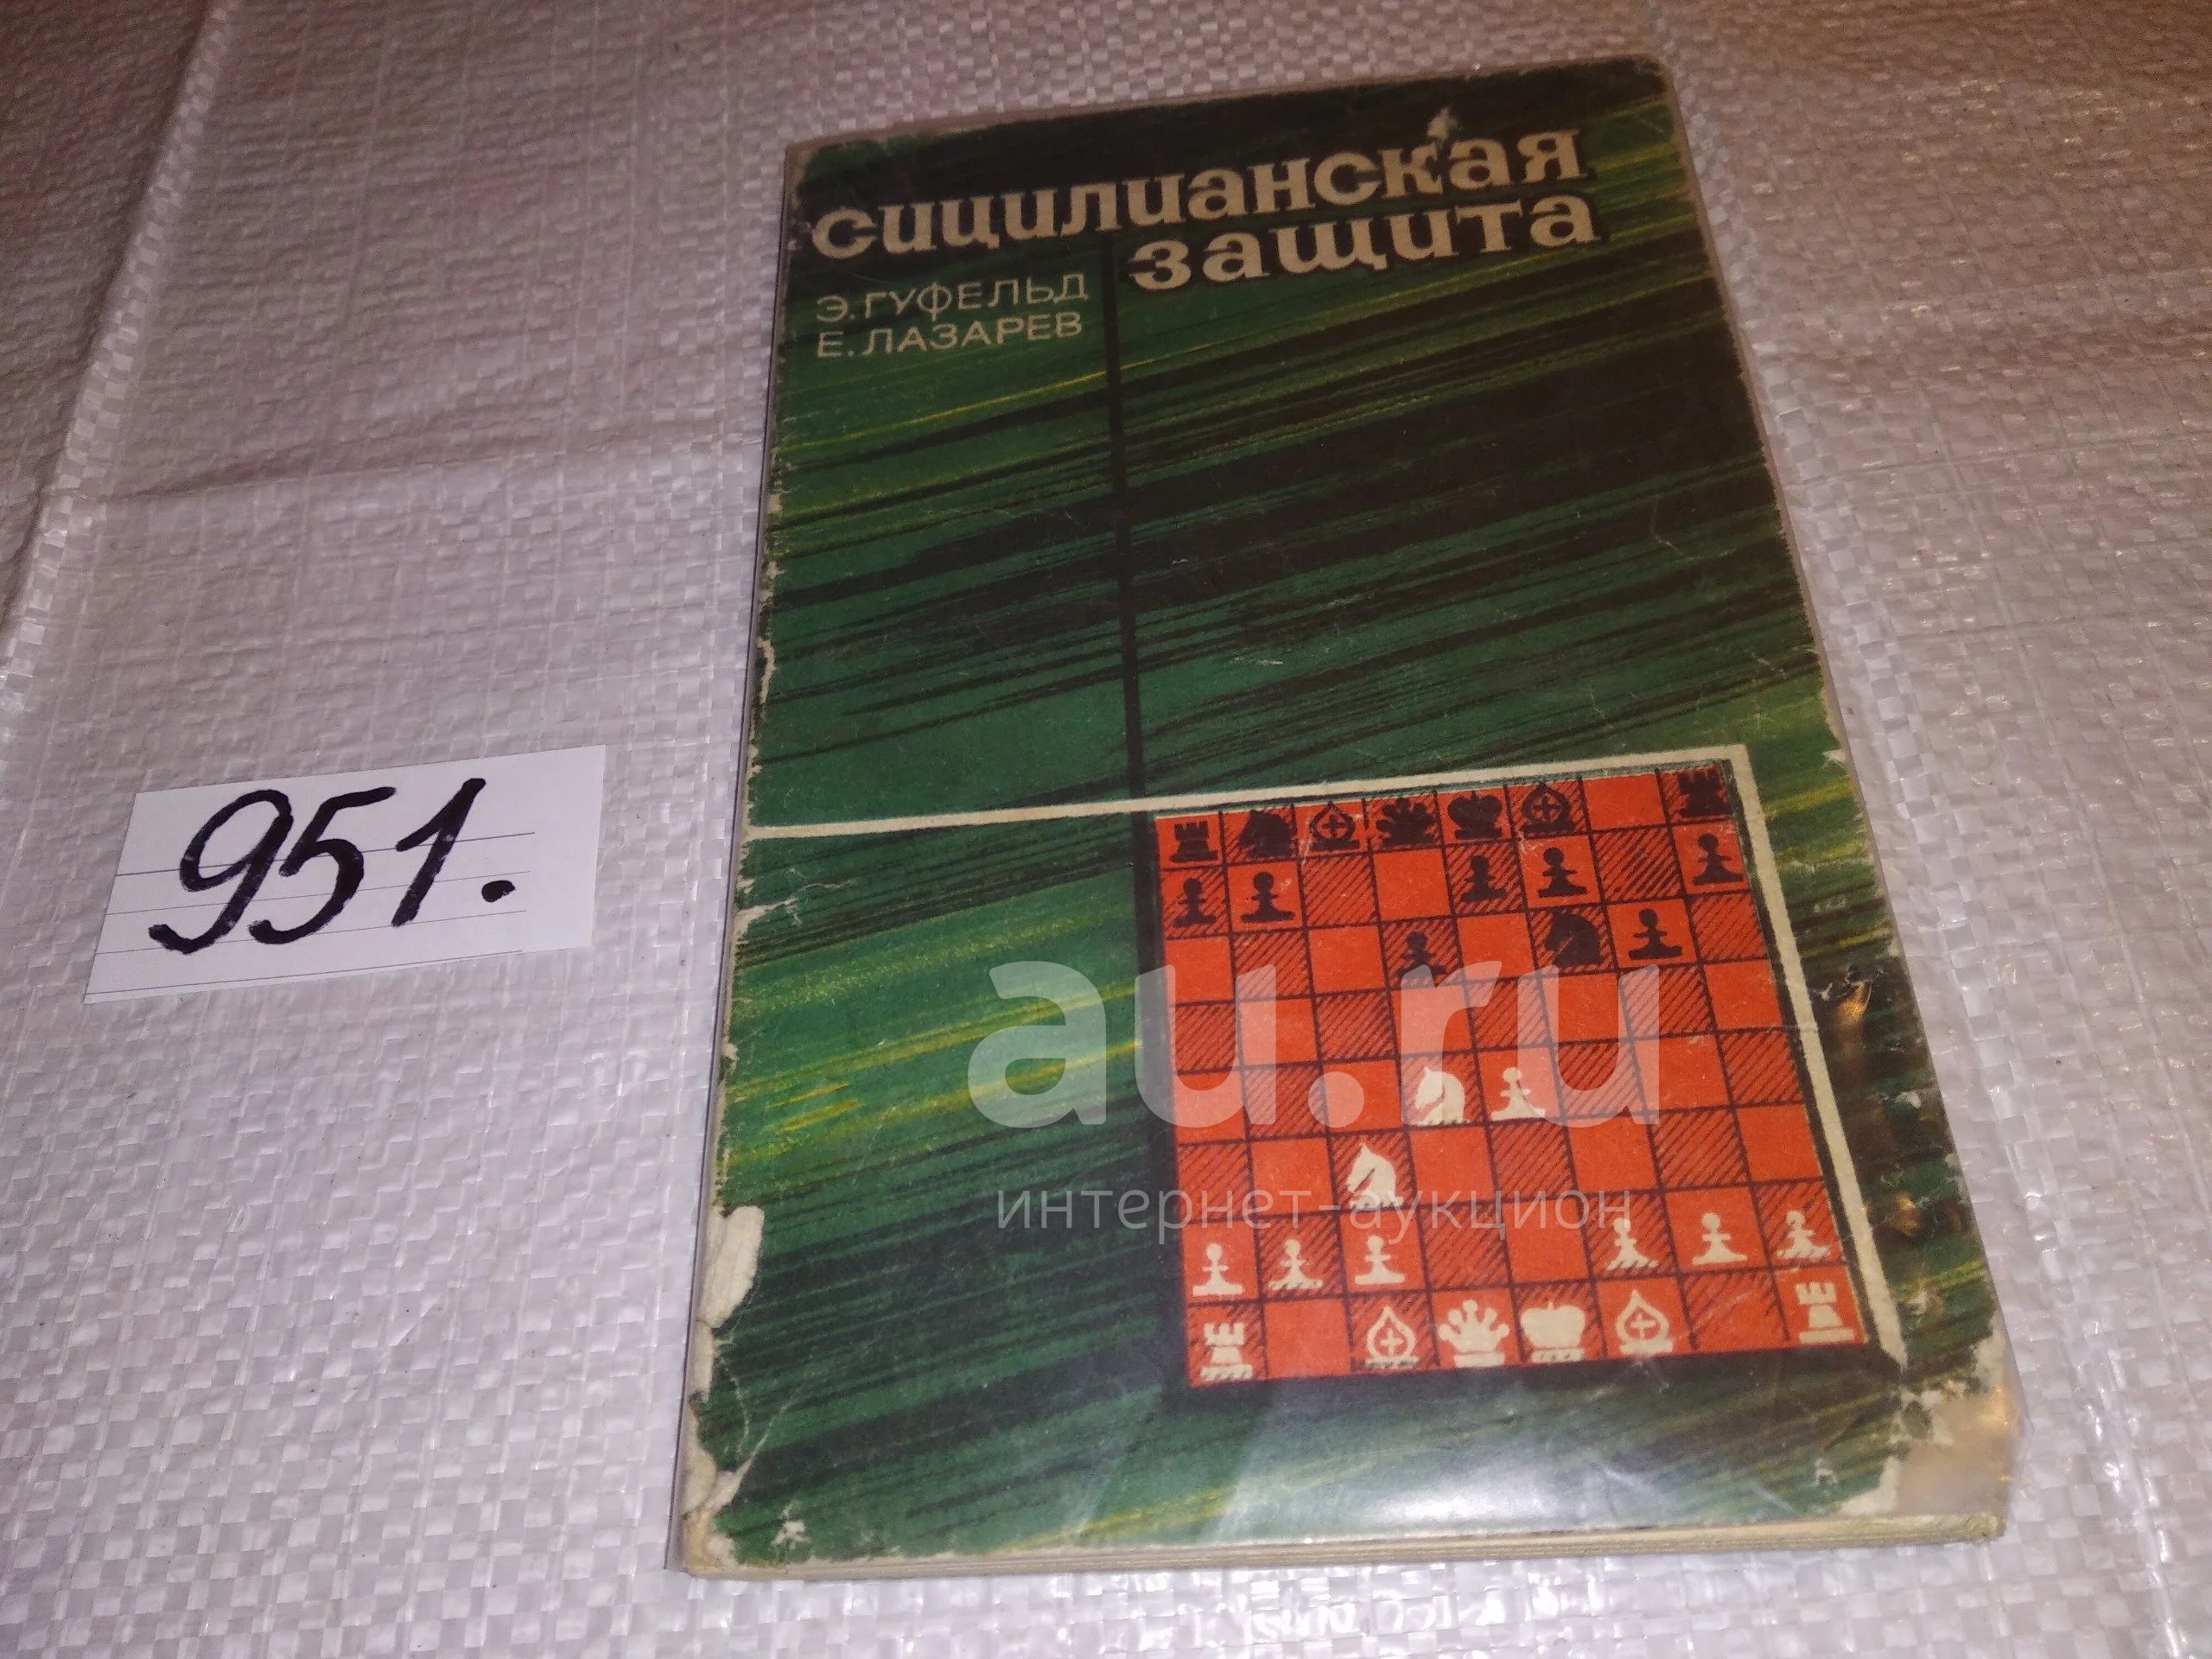 сицилианская
защита
Э.ГУФЕЛЬД
Е.ЛАЗАРЕВ
951.
au.ru
интернет-аукцион